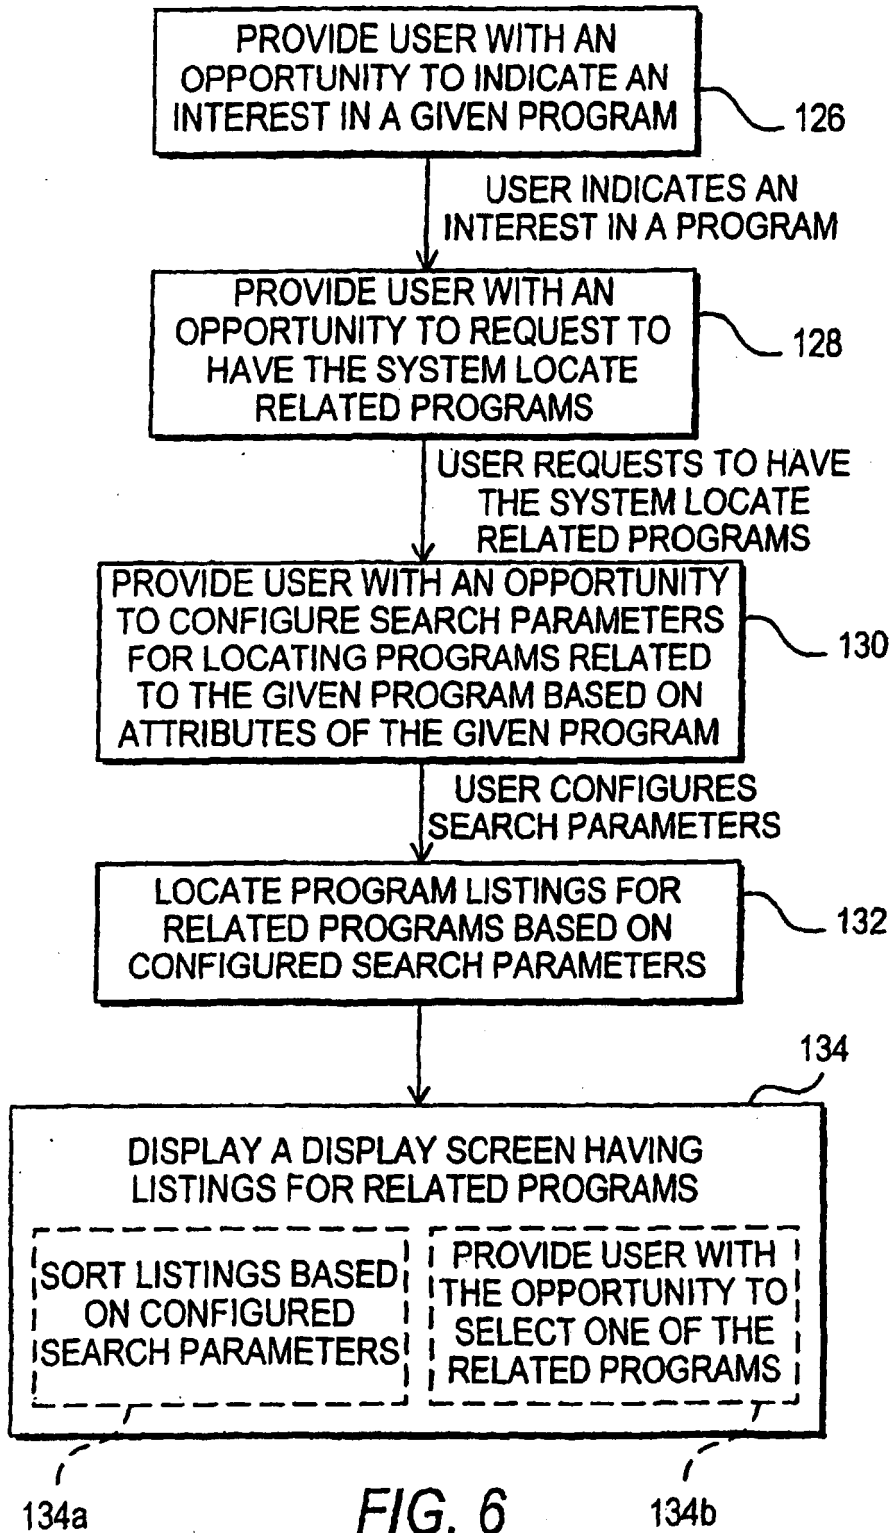 PROVIDE USER WITH AN
OPPORTUNITY TO INDICATE AN
INTEREST IN A GIVEN PROGRAM
126
USER INDICATES AN
INTEREST IN A PROGRAM
PROVIDE USER WITH AN
OPPORTUNITY TO REQUEST TO
HAVE THE SYSTEM LOCATE
RELATED PROGRAMS
128
USER REQUESTS TO HAVE
THE SYSTEM LOCATE
RELATED PROGRAMS
PROVIDE USER WITH AN OPPORTUNITY
TO CONFIGURE SEARCH PARAMETERS
FOR LOCATING PROGRAMS RELATED
TO THE GIVEN PROGRAM BASED ON
ATTRIBUTES OF THE GIVEN PROGRAM
130
USER CONFIGURES
SEARCH PARAMETERS
LOCATE PROGRAM LISTINGS FOR
RELATED PROGRAMS BASED ON
CONFIGURED SEARCH PARAMETERS
132
134
DISPLAY A DISPLAY SCREEN HAVING
LISTINGS FOR RELATED PROGRAMS
SORT LISTINGS BASED
ON CONFIGURED
SEARCH PARAMETERS
PROVIDE USER WITH
THE OPPORTUNITY TO
SELECT ONE OF THE
RELATED PROGRAMS
134a
134b
FIG. 6